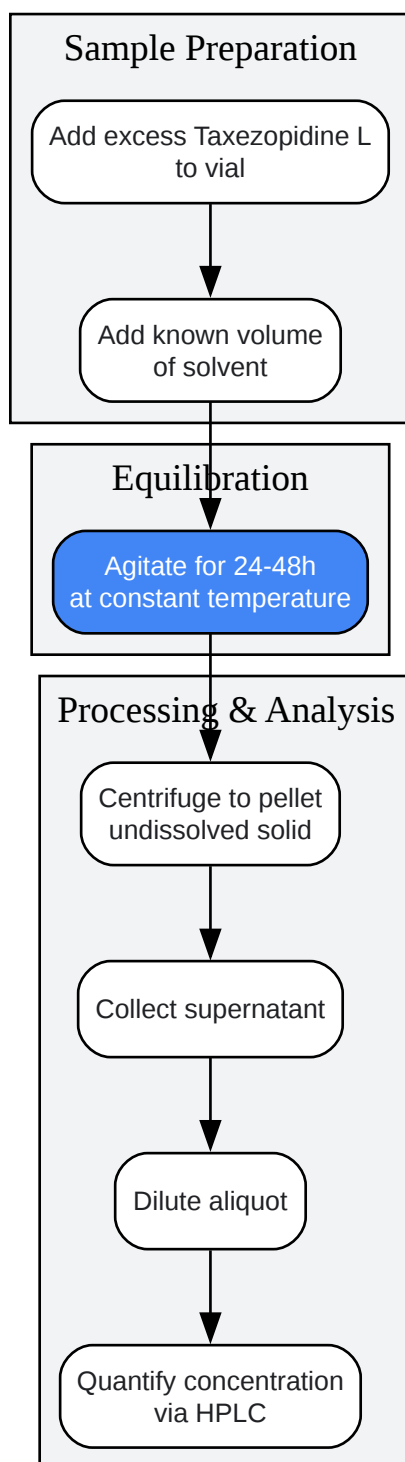 Sample Preparation
Add excess Taxezopidine L
to vial
Add known volume
of solvent
Equilibration
Agitate for 24-48h
at constant temperature
Processing & Analysis
Centrifuge to pellet
undissolved solid
Collect supernatant
Dilute aliquot
Quantify concentration
via HPLC